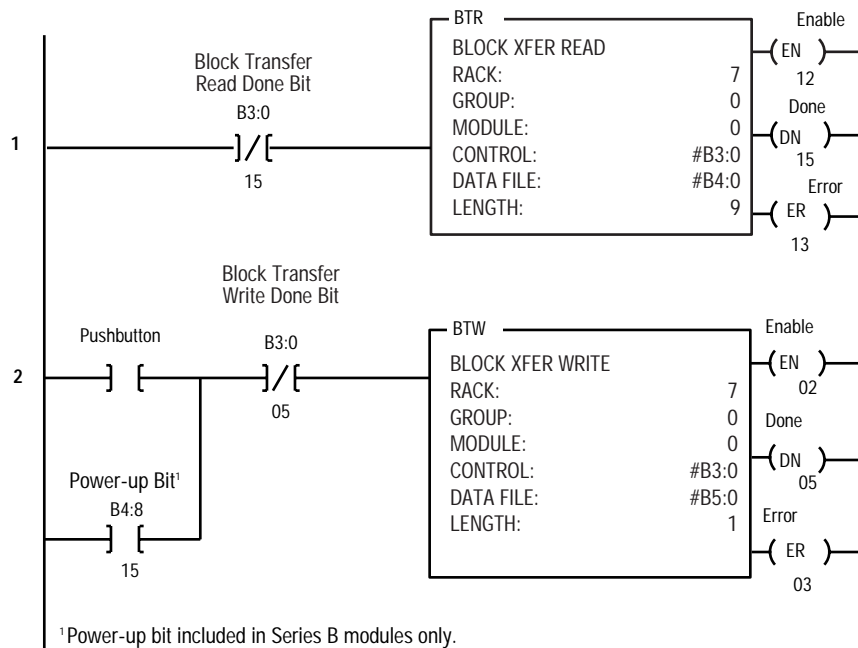 1
Block Transfer
Read Done Bit
B3:0
15
BTR
BLOCK XFER READ
RACK: 7
GROUP: 0
MODULE: 0
CONTROL: #B3:0
DATA FILE: #B4:0
LENGTH: 9
Enable
EN
12
Done
DN
15
Error
ER
13
2
Pushbutton
Block Transfer
Write Done Bit
B3:0
05
Power-up Bit¹
B4:8
15
BTW
BLOCK XFER WRITE
RACK: 7
GROUP: 0
MODULE: 0
CONTROL: #B3:0
DATA FILE: #B5:0
LENGTH: 1
Enable
EN
02
Done
DN
05
Error
ER
03
¹Power-up bit included in Series B modules only.